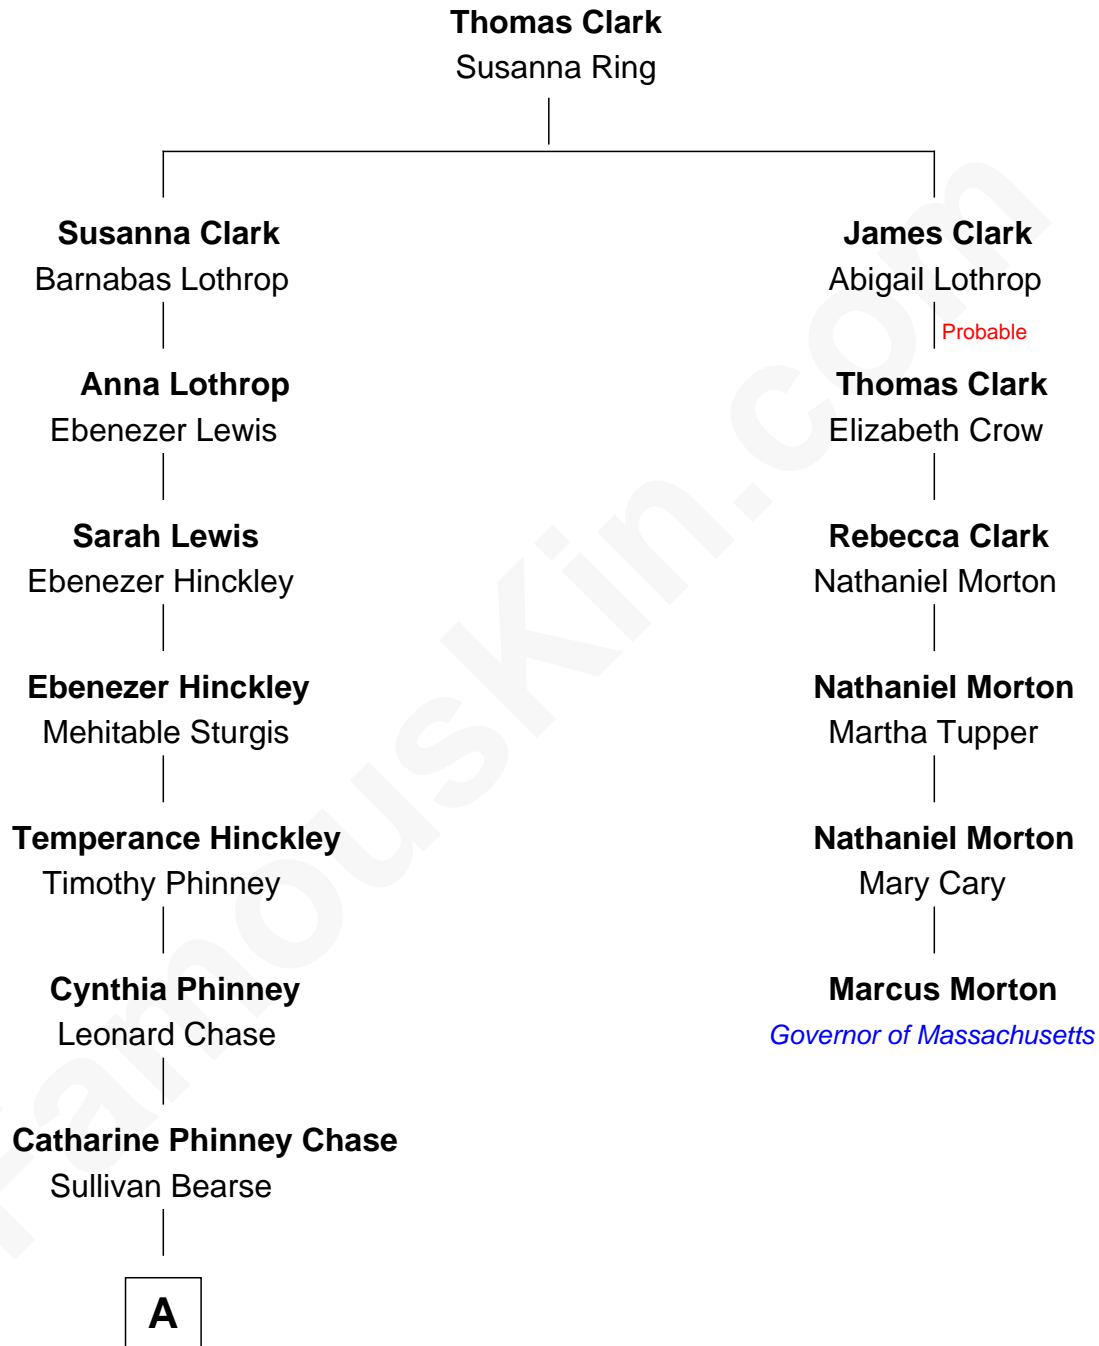 Thomas Clark
Susanna Ring
Susanna Clark
Barnabas Lothrop
James Clark
Abigail Lothrop
Probable
Anna Lothrop
Ebenezer Lewis
Thomas Clark
Elizabeth Crow
Sarah Lewis
Ebenezer Hinckley
Rebecca Clark
Nathaniel Morton
Ebenezer Hinckley
Mehitable Sturgis
Nathaniel Morton
Martha Tupper
Temperance Hinckley
Timothy Phinney
Nathaniel Morton
Mary Cary
Cynthia Phinney
Leonard Chase
Marcus Morton
Governor of Massachusetts
Catharine Phinney Chase
Sullivan Bearse
A
FamousKin.com